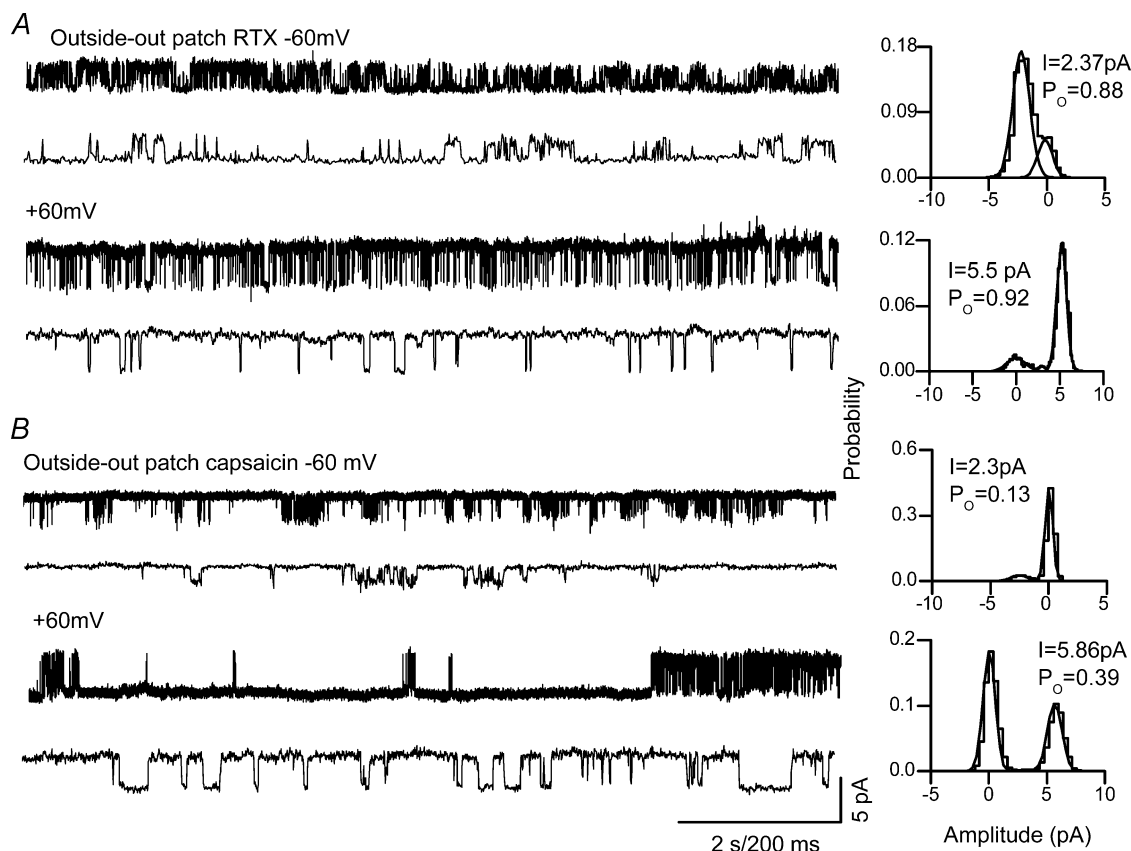 A
Outside-out patch RTX -60mV
0.18
0.09
0.00
I=2.37pA
PO=0.88
-10 -5 0 5
+60mV
0.12
0.06
0.00
I=5.5 pA
PO=0.92
-10 -5 0 5 10
Probability
B
Outside-out patch capsaicin -60 mV
0.6
0.3
0.0
I=2.3pA
PO=0.13
-10 -5 0 5
+60mV
0.2
0.1
0.0
I=5.86pA
PO=0.39
-5 0 5 10
5 pA
2 s/200 ms
Amplitude (pA)